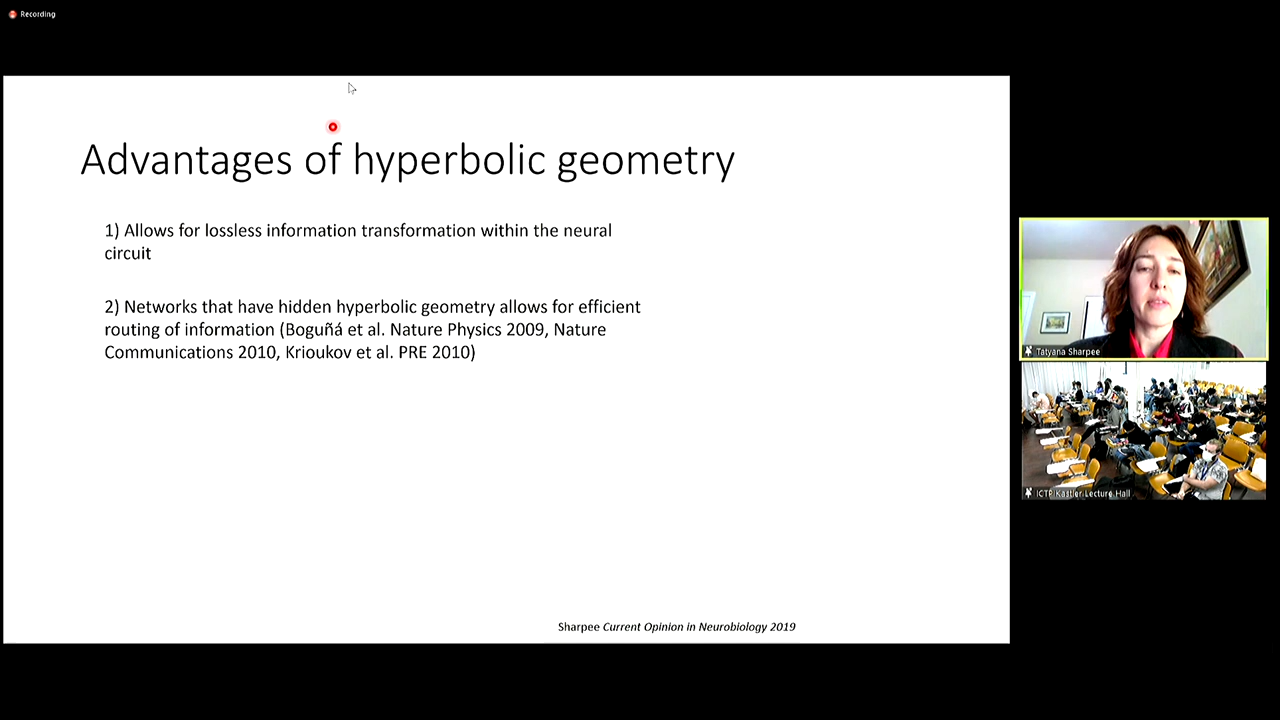 Recording
Advantages of hyperbolic geometry
1) Allows for lossless information transformation within the neural
circuit
2) Networks that have hidden hyperbolic geometry allows for efficient
routing of information (Boguñá et al. Nature Physics 2009, Nature
Communications 2010, Krioukov et al. PRE 2010)
Sharpee Current Opinion in Neurobiology 2019
Tatyana Sharpee
ICTP Kastler Lecture Hall